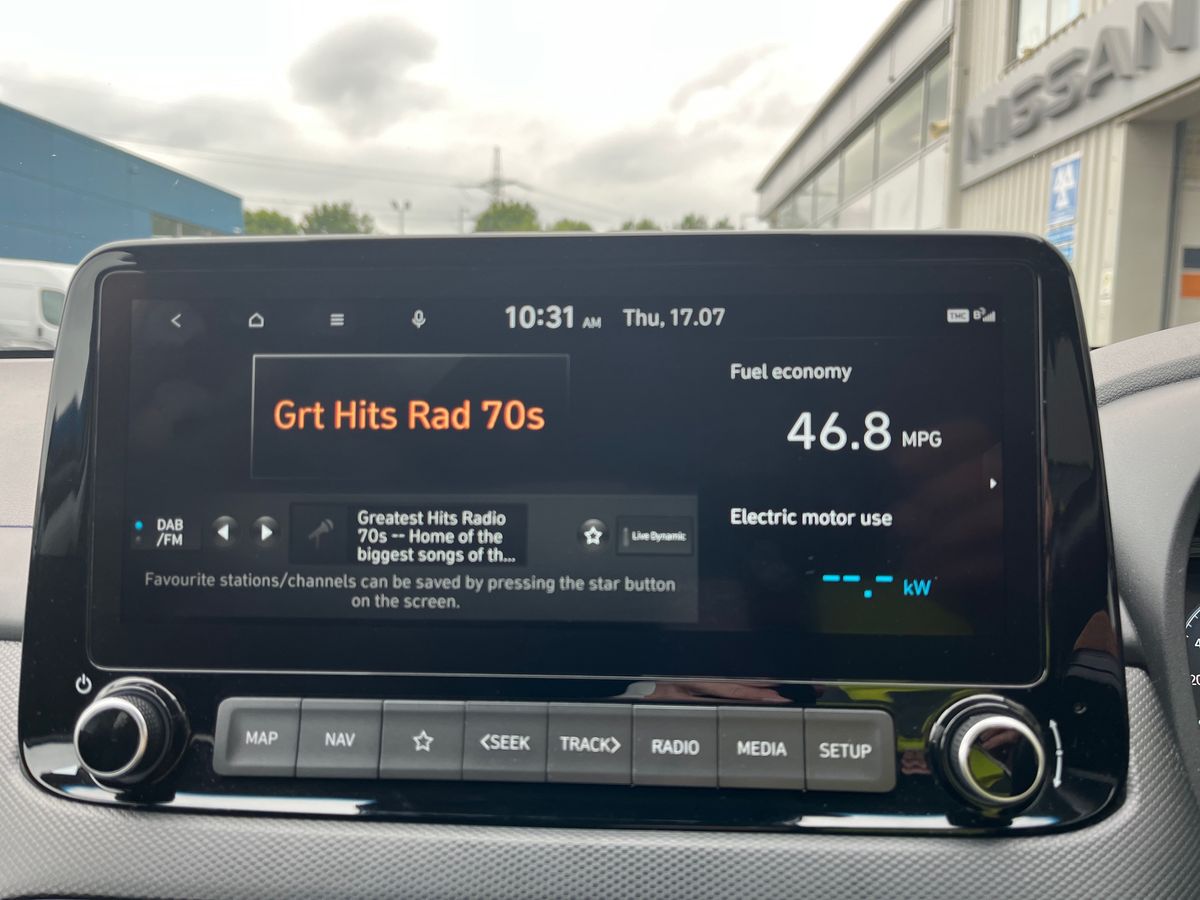 NISSAN
10:31 AM Thu, 17.07
TMC B
Fuel economy
Grt Hits Rad 70s
46.8 MPG
DAB
/FM
Greatest Hits Radio
70s -- Home of the
biggest songs of th...
Live Dynamic
Electric motor use
--.- kW
Favourite stations/channels can be saved by pressing the star button
on the screen.
MAP
NAV
<SEEK
TRACK>
RADIO
MEDIA
SETUP